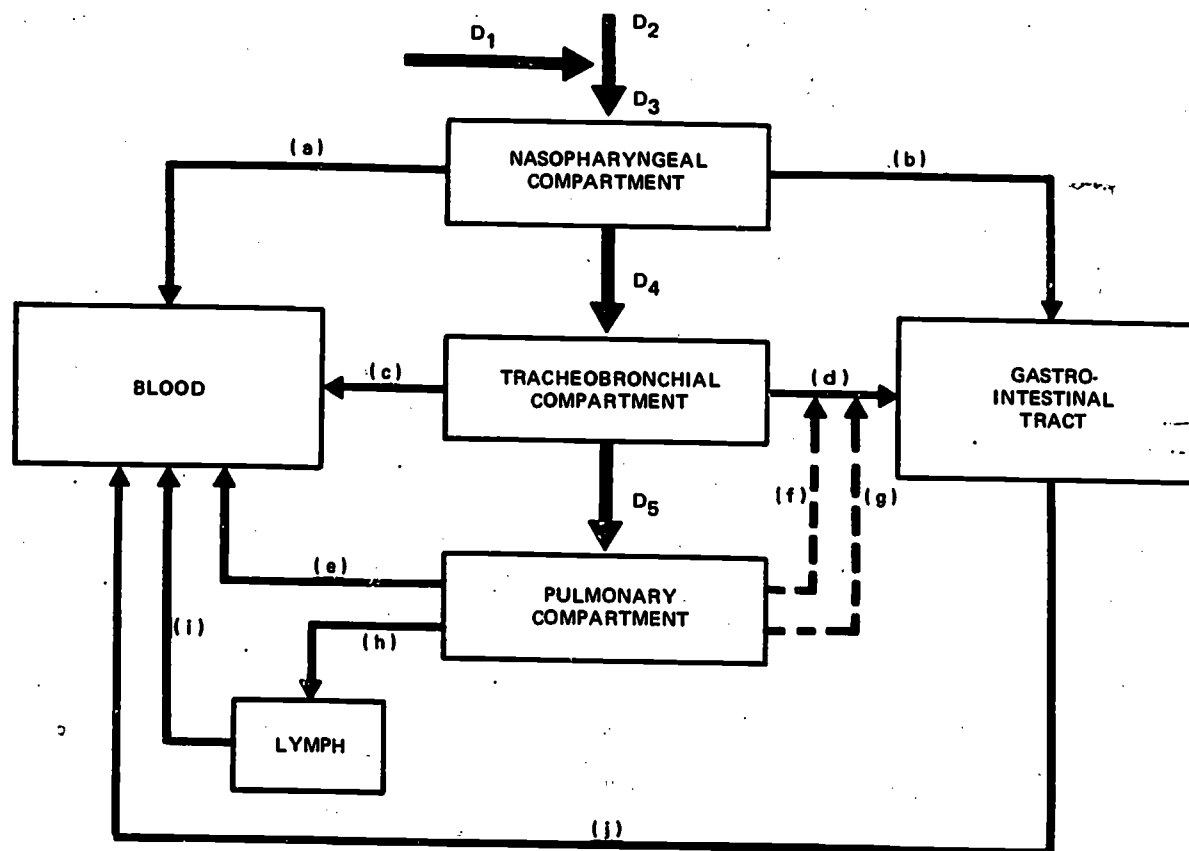 D2
D1
D3
(a)
NASOPHARYNGEAL
COMPARTMENT
(b)
D4
BLOOD
(c)
TRACHEOBRONCHIAL
COMPARTMENT
(d)
GASTRO-
INTESTINAL
TRACT
D5
(f)
(g)
(e)
PULMONARY
COMPARTMENT
(i)
(h)
LYMPH
(j)